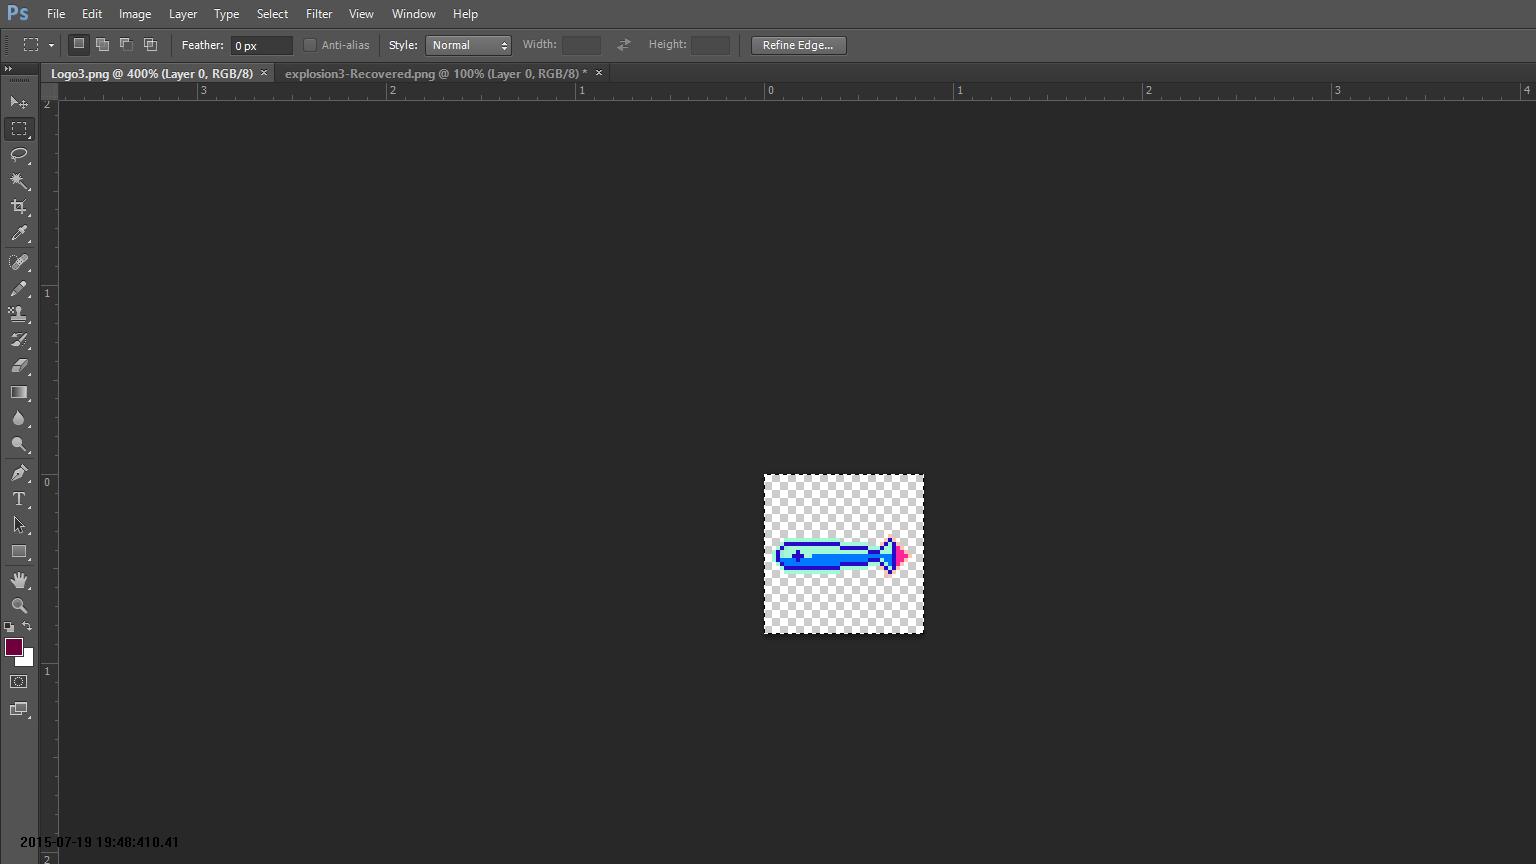 Ps File Edit Image Layer Type Select Filter View Window Help
Feather: 0 px Anti-alias Style: Normal Width: Height: Refine Edge...
Logo3.png @ 400% (Layer 0, RGB/8) × explosion3-Recovered.png @ 100% (Layer 0, RGB/8) * ×
3 2 1 0 1 2 3 4
2
1
0
T
1
2015-07-19 19:48:410.41
2